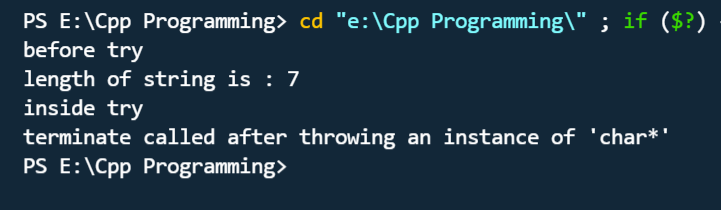 PS E:\Cpp Programming> cd "e:\Cpp Programming\" ; if ($?)
before try
length of string is : 7
inside try
terminate called after throwing an instance of 'char*'
PS E:\Cpp Programming>